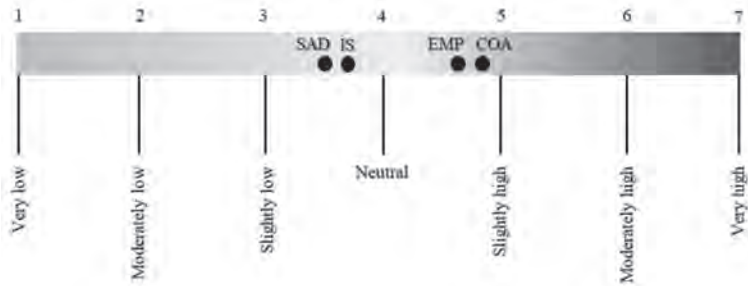 1 2 3 4 5 6 7
SAD IS EMP COA
Very low
Moderately low
Slightly low
Neutral
Slightly high
Moderately high
Very high